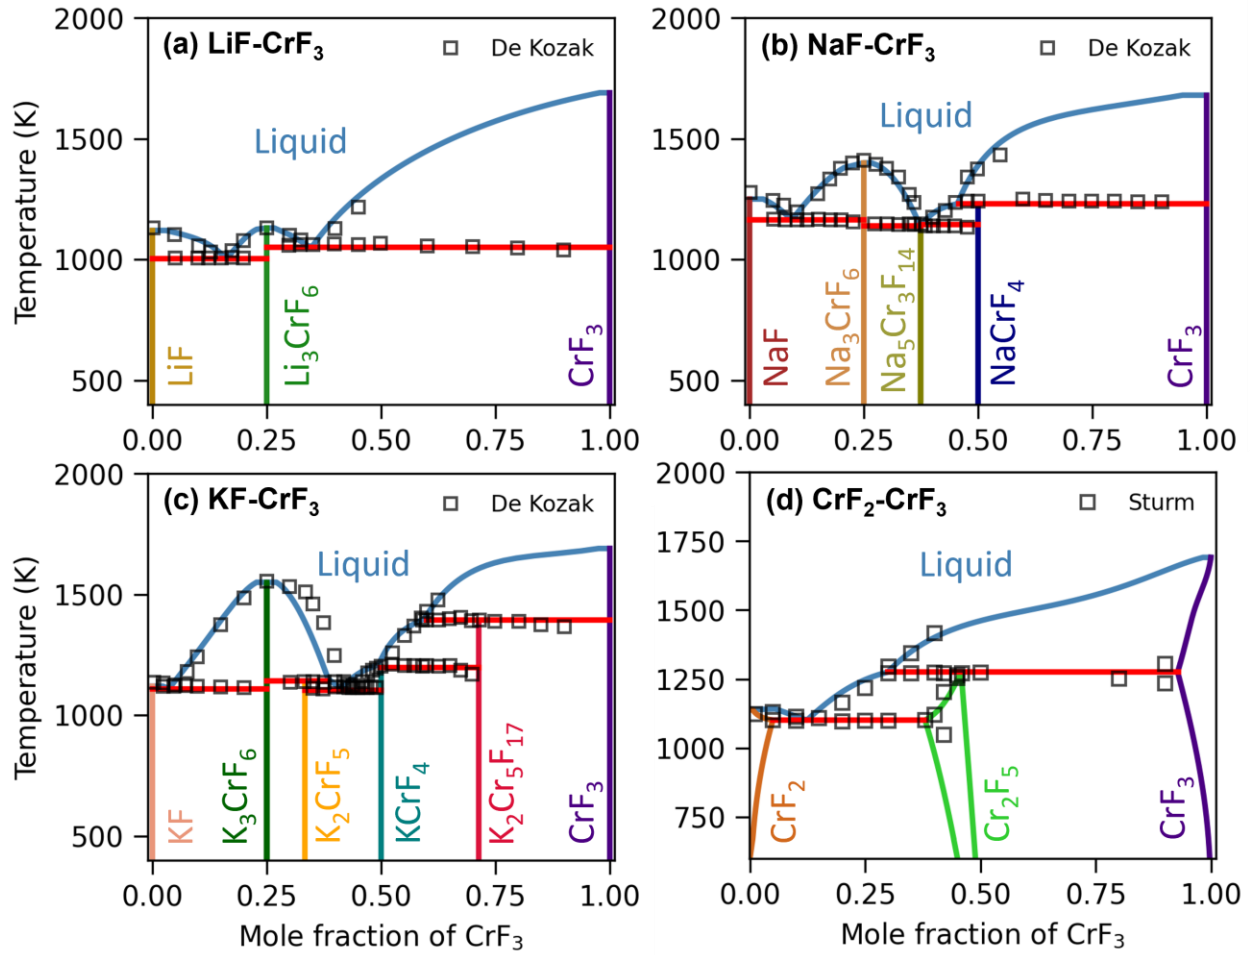 (a) LiF-CrF₃
De Kozak
Liquid
Temperature (K)
2000
1500
1000
500
LiF
Li₃CrF₆
CrF₃
0.00 0.25 0.50 0.75 1.00
(b) NaF-CrF₃
De Kozak
Liquid
2000
1500
1000
500
NaF
Na₃CrF₆
Na₅Cr₃F₁₄
NaCrF₄
CrF₃
0.00 0.25 0.50 0.75 1.00
(c) KF-CrF₃
De Kozak
Liquid
Temperature (K)
2000
1500
1000
500
KF
K₃CrF₆
K₂CrF₅
KCrF₄
K₂Cr₅F₁₇
CrF₃
0.00 0.25 0.50 0.75 1.00
Mole fraction of CrF₃
(d) CrF₂-CrF₃
Sturm
Liquid
2000
1750
1500
1250
1000
750
CrF₂
Cr₂F₅
CrF₃
0.00 0.25 0.50 0.75 1.00
Mole fraction of CrF₃